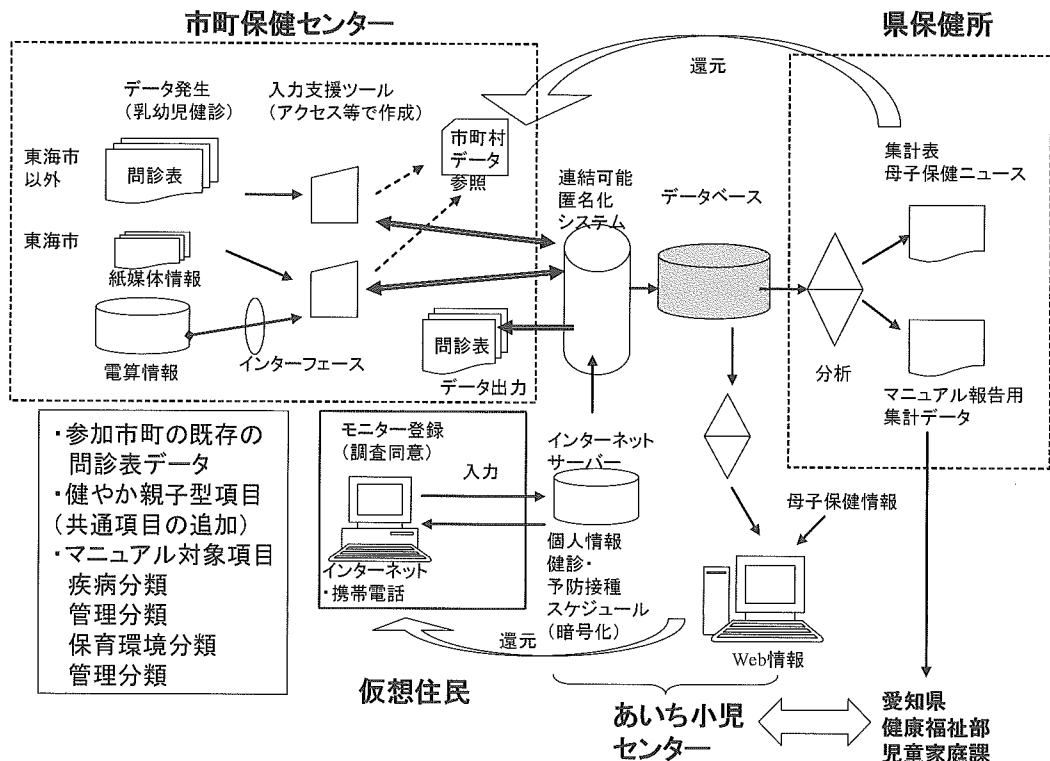 市町保健センター
県保健所
還元
データ発生
(乳幼児健診)
入力支援ツール
(アクセス等で作成)
東海市
以外
問診表
市町村
データ
参照
連結可能
匿名化
システム
データベース
集計表
母子保健ニュース
東海市
紙媒体情報
電算情報
インターフェース
問診表
データ出力
分析
マニュアル報告用
集計データ
・参加市町の既存の
問診表データ
・健やか親子型項目
(共通項目の追加)
・マニュアル対象項目
疾病分類
管理分類
保育環境分類
管理分類
モニター登録
(調査同意)
入力
インターネット
・携帯電話
インターネット
サーバー
個人情報
健診・
予防接種
スケジュール
(暗号化)
母子保健情報
Web情報
還元
仮想住民
あいち小児
センター
愛知県
健康福祉部
児童家庭課